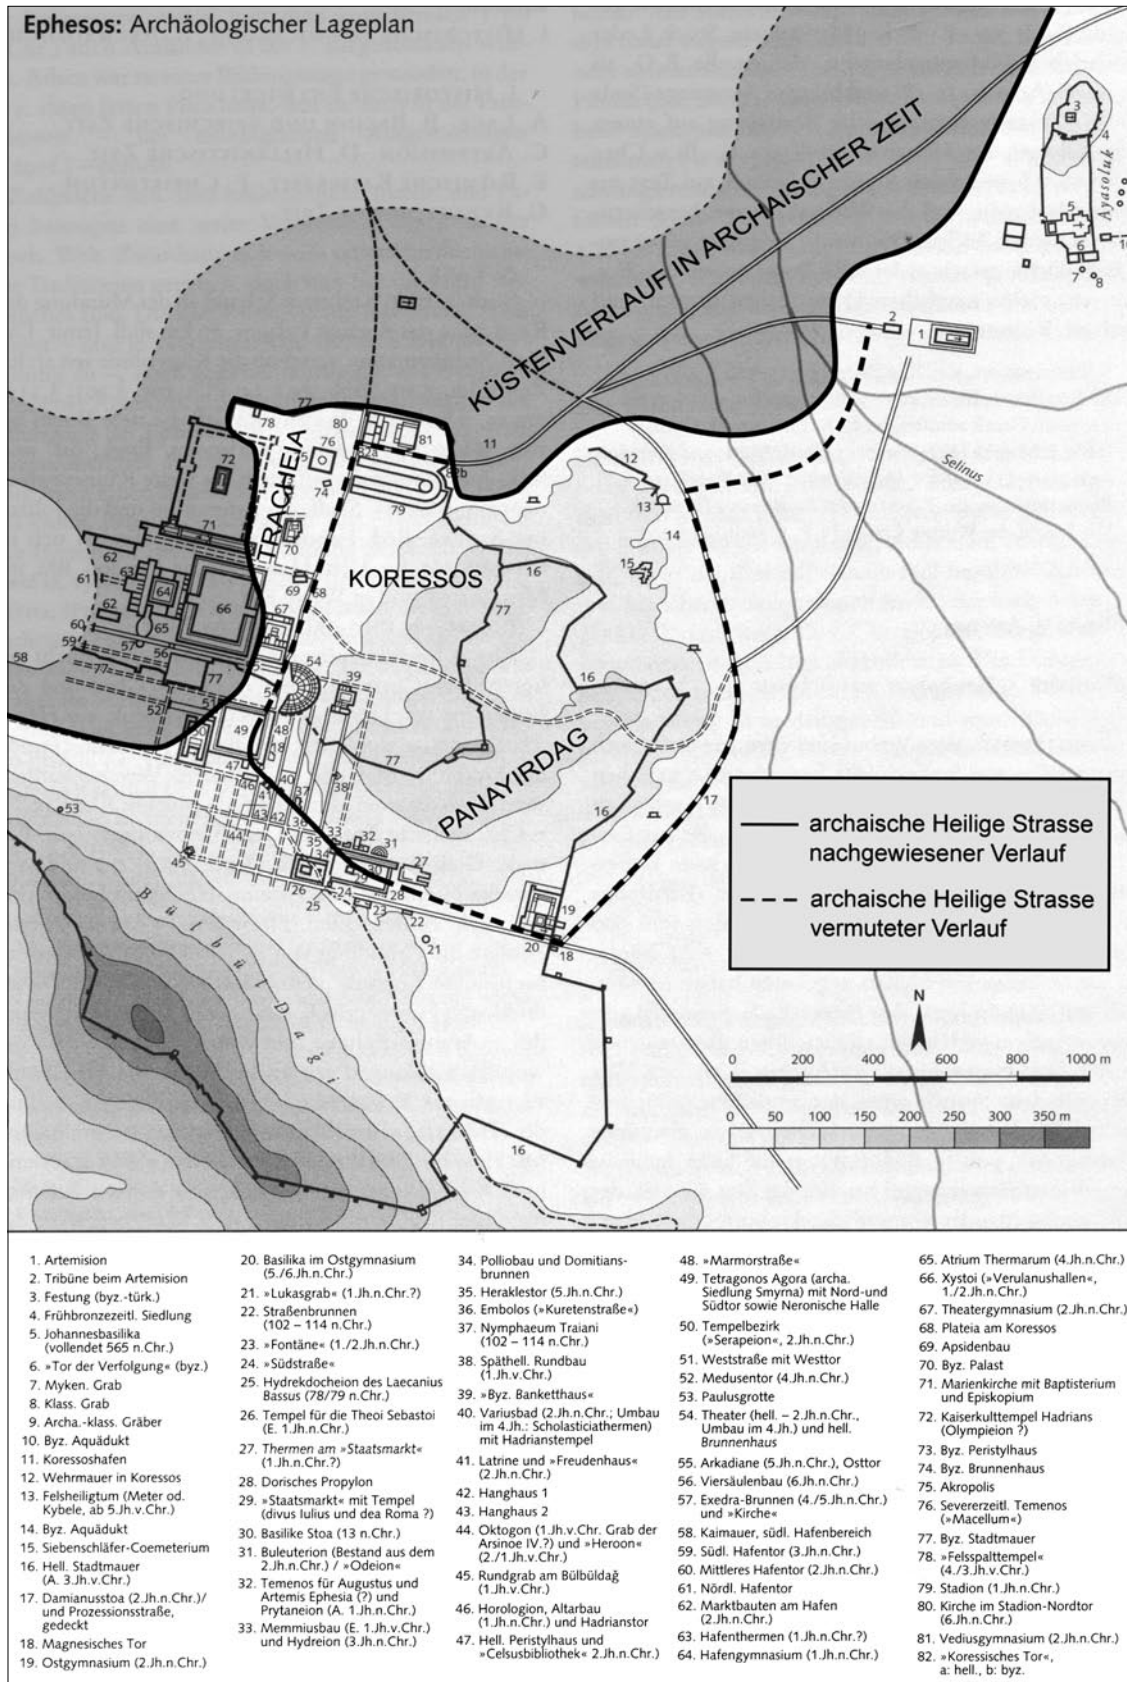 Ephesos: Archäologischer Lageplan
KÜSTENVERLAUF IN ARCHAISCHER ZEIT
Ayasoluk
Selinus
TRACHEIA
KORESSOS
PANAYIRDAG
Bülbül Dağı
archaische Heilige Strasse
nachgewiesener Verlauf
archaische Heilige Strasse
vermuteter Verlauf
N
0 200 400 600 800 1000 m
0 50 100 150 200 250 300 350 m
1. Artemision
2. Tribüne beim Artemision
3. Festung (byz.-türk.)
4. Frühbronzezeitl. Siedlung
5. Johannesbasilika
(vollendet 565 n.Chr.)
6. »Tor der Verfolgung« (byz.)
7. Myken. Grab
8. Klass. Grab
9. Archa.-klass. Gräber
10. Byz. Aquädukt
11. Koressoshafen
12. Wehrmauer in Koressos
13. Felsheiligtum (Meter od.
Kybele, ab 5.Jh.v.Chr.)
14. Byz. Aquädukt
15. Siebenschläfer-Coemeterium
16. Hell. Stadtmauer
(A. 3.Jh.v.Chr.)
17. Damianusstoa (2.Jh.n.Chr.)/
und Prozessionsstraße,
gedeckt
18. Magnesisches Tor
19. Ostgymnasium (2.Jh.n.Chr.)
20. Basilika im Ostgymnasium
(5./6.Jh.n.Chr.)
21. »Lukasgrab« (1.Jh.n.Chr.?)
22. Straßenbrunnen
(102 – 114 n.Chr.)
23. »Fontäne« (1./2.Jh.n.Chr.)
24. »Südstraße«
25. Hydrekdocheion des Laecanius
Bassus (78/79 n.Chr.)
26. Tempel für die Theoi Sebastoi
(E. 1.Jh.n.Chr.)
27. Thermen am »Staatsmarkt«
(1.Jh.n.Chr.?)
28. Dorisches Propylon
29. »Staatsmarkt« mit Tempel
(divus Iulius und dea Roma ?)
30. Basilike Stoa (13 n.Chr.)
31. Buleuterion (Bestand aus dem
2.Jh.n.Chr.) / »Odeion«
32. Temenos für Augustus und
Artemis Ephesia (?) und
Prytaneion (A. 1.Jh.n.Chr.)
33. Memmiusbau (E. 1.Jh.v.Chr.)
und Hydreion (3.Jh.n.Chr.)
34. Polliobau und Domitians-
brunnen
35. Heraklestor (5.Jh.n.Chr.)
36. Embolos (»Kuretenstraße«)
37. Nymphaeum Traiani
(102 – 114 n.Chr.)
38. Späthell. Rundbau
(1.Jh.v.Chr.)
39. »Byz. Banketthaus«
40. Variusbad (2.Jh.n.Chr.; Umbau
im 4.Jh.: Scholasticiathermen)
mit Hadrianstempel
41. Latrine und »Freudenhaus«
(2.Jh.n.Chr.)
42. Hanghaus 1
43. Hanghaus 2
44. Oktogon (1.Jh.v.Chr. Grab der
Arsinoe IV.?) und »Heroon«
(2./1.Jh.v.Chr.)
45. Rundgrab am Bülbüldağ
(1.Jh.v.Chr.)
46. Horologion, Altarbau
(1.Jh.n.Chr.) und Hadrianstor
47. Hell. Peristylhaus und
»Celsusbibliothek« 2.Jh.n.Chr.)
48. »Marmorstraße«
49. Tetragonos Agora (archa.
Siedlung Smyrna) mit Nord-und
Südtor sowie Neronische Halle
50. Tempelbezirk
(»Serapeion«, 2.Jh.n.Chr.)
51. Weststraße mit Westtor
52. Medusentor (4.Jh.n.Chr.)
53. Paulusgrotte
54. Theater (hell. – 2.Jh.n.Chr.,
Umbau im 4.Jh.) und hell.
Brunnenhaus
55. Arkadiane (5.Jh.n.Chr.), Osttor
56. Viersäulenbau (6.Jh.n.Chr.)
57. Exedra-Brunnen (4./5.Jh.n.Chr.)
und »Kirche«
58. Kaimauer, südl. Hafenbereich
59. Südl. Hafentor (3.Jh.n.Chr.)
60. Mittleres Hafentor (2.Jh.n.Chr.)
61. Nördl. Hafentor
62. Marktbauten am Hafen
(2.Jh.n.Chr.)
63. Hafenthermen (1.Jh.n.Chr.?)
64. Hafengymnasium (1.Jh.n.Chr.)
65. Atrium Thermarum (4.Jh.n.Chr.)
66. Xystoi (»Verulanushallen«,
1./2.Jh.n.Chr.)
67. Theatergymnasium (2.Jh.n.Chr.)
68. Plateia am Koressos
69. Apsidenbau
70. Byz. Palast
71. Marienkirche mit Baptisterium
und Episkopium
72. Kaiserkulttempel Hadrians
(Olympieion ?)
73. Byz. Peristylhaus
74. Byz. Brunnenhaus
75. Akropolis
76. Severerzeitl. Temenos
(»Macellum«)
77. Byz. Stadtmauer
78. »Felsspalttempel«
(4./3.Jh.v.Chr.)
79. Stadion (1.Jh.n.Chr.)
80. Kirche im Stadion-Nordtor
(6.Jh.n.Chr.)
81. Vediusgymnasium (2.Jh.n.Chr.)
82. »Koressisches Tor«,
a: hell., b: byz.